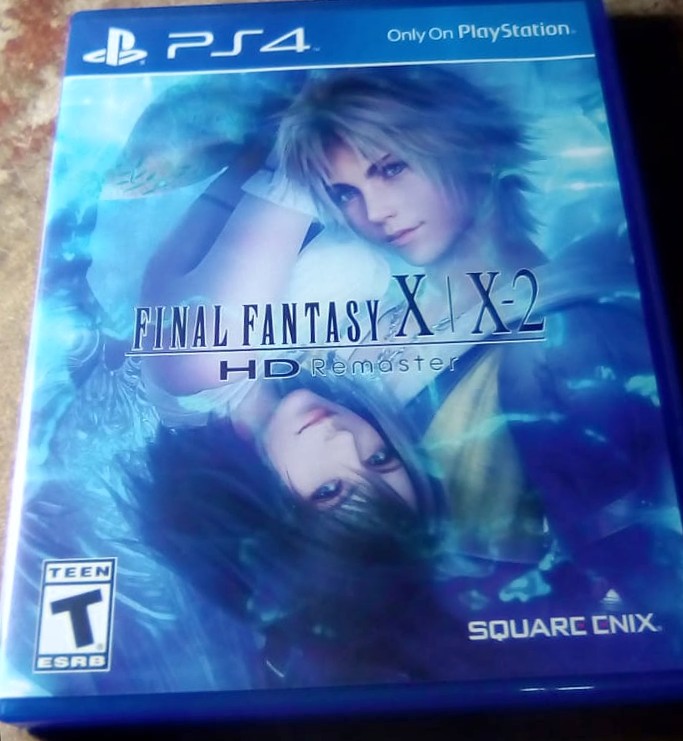 PS4
Only On PlayStation
FINAL FANTASY X | X-2
HD Remaster
TEEN
T
ESRB
SQUARE ENIX